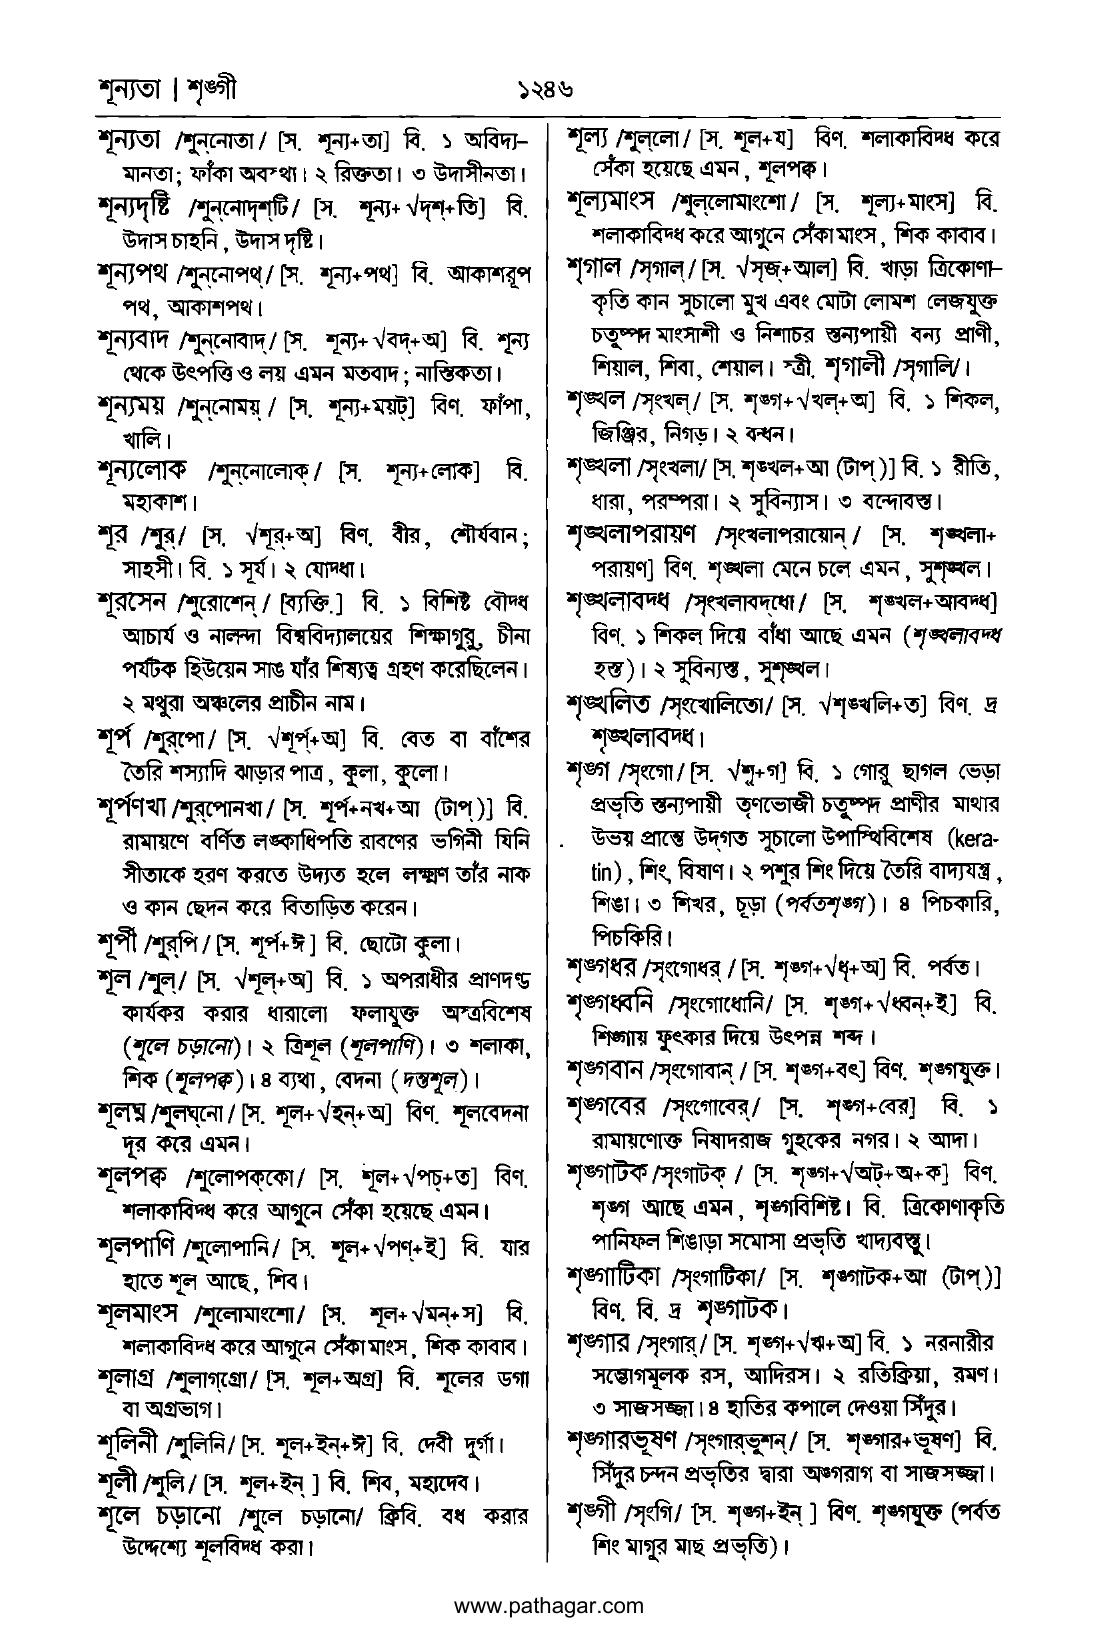 শূন্যতা | শৃঙ্গী
১২৪৬
শূন্যতা /শুন্‌নোতা/ [স. শূন্য+তা] বি. ১ অবিদ্য-
মানতা; ফাঁকা অবস্থা। ২ রিক্ততা। ৩ উদাসীনতা।
শূন্যদৃষ্টি /শুন্‌নোদৃশ্‌টি/ [স. শূন্য+√দৃশ্+তি] বি.
উদাস চাহনি, উদাস দৃষ্টি।
শূন্যপথ /শুন্‌নোপথ্/ [স. শূন্য+পথ] বি. আকাশরূপ
পথ, আকাশপথ।
শূন্যবাদ /শুন্‌নোবাদ্/ [স. শূন্য+√বদ্+অ] বি. শূন্য
থেকে উৎপত্তি ও লয় এমন মতবাদ; নাস্তিকতা।
শূন্যময় /শুন্‌নোময়্/ [স. শূন্য+ময়ট্] বিণ. ফাঁপা,
খালি।
শূন্যলোক /শুন্‌নোলোক্/ [স. শূন্য+লোক] বি.
মহাকাশ।
শূর /শুর্/ [স. √শূর্+অ] বিণ. বীর, শৌর্যবান;
সাহসী। বি. ১ সূর্য। ২ যোদ্ধা।
শূরসেন /শুরোশেন্/ [ব্যক্তি.] বি. ১ বিশিষ্ট বৌদ্ধ
আচার্য ও নালন্দা বিশ্ববিদ্যালয়ের শিক্ষাগুরু, চীনা
পর্যটক হিউয়েন সাঙ যাঁর শিষ্যত্ব গ্রহণ করেছিলেন।
২ মথুরা অঞ্চলের প্রাচীন নাম।
শূর্প /শুর্‌পো/ [স. √শূর্প্+অ] বি. বেত বা বাঁশের
তৈরি শস্যাদি ঝাড়ার পাত্র, কুলা, কুলো।
শূর্পণখা /শুর্‌পোনখা/ [স. শূর্প+নখ+আ (টাপ্)] বি.
রামায়ণে বর্ণিত লঙ্কাধিপতি রাবণের ভগিনী যিনি
সীতাকে হরণ করতে উদ্যত হলে লক্ষ্মণ তাঁর নাক
ও কান ছেদন করে বিতাড়িত করেন।
শূর্পী /শুর্‌পি/ [স. শূর্প+ঈ] বি. ছোটো কুলা।
শূল /শুল্/ [স. √শূল্+অ] বি. ১ অপরাধীর প্রাণদণ্ড
কার্যকর করার ধারালো ফলাযুক্ত অস্ত্রবিশেষ
(শূলে চড়ানো)। ২ ত্রিশূল (শূলপাণি)। ৩ শলাকা,
শিক (শূলপক্ব)। ৪ ব্যথা, বেদনা (দন্তশূল)।
শূলঘ্ন /শুলঘ্‌নো/ [স. শূল+√হন্+অ] বিণ. শূলবেদনা
দূর করে এমন।
শূলপক্ব /শুলোপক্‌কো/ [স. শূল+√পচ্+ত] বিণ.
শলাকাবিদ্ধ করে আগুনে সেঁকা হয়েছে এমন।
শূলপাণি /শুলোপানি/ [স. শূল+√পণ্+ই] বি. যার
হাতে শূল আছে, শিব।
শূলমাংস /শুলোমাংশো/ [স. শূল+√মন্+স] বি.
শলাকাবিদ্ধ করে আগুনে সেঁকা মাংস, শিক কাবাব।
শূলাগ্র /শুলাগ্‌গ্রো/ [স. শূল+অগ্র] বি. শূলের ডগা
বা অগ্রভাগ।
শূলিনী /শুলিনি/ [স. শূল+ইন্+ঈ] বি. দেবী দুর্গা।
শূলী /শুলি/ [স. শূল+ইন্ ] বি. শিব, মহাদেব।
শূলে চড়ানো /শুলে চড়ানো/ ক্রিবি. বধ করার
উদ্দেশ্যে শূলবিদ্ধ করা।
শূল্য /শুল্‌লো/ [স. শূল+য] বিণ. শলাকাবিদ্ধ করে
সেঁকা হয়েছে এমন, শূলপক্ব।
শূল্যমাংস /শুল্‌লোমাংশো/ [স. শূল্য+মাংস] বি.
শলাকাবিদ্ধ করে আগুনে সেঁকা মাংস, শিক কাবাব।
শৃগাল /সৃগাল্/ [স. √সৃজ্+আল] বি. খাড়া ত্রিকোণা-
কৃতি কান সুচালো মুখ এবং মোটা লোমশ লেজযুক্ত
চতুষ্পদ মাংসাশী ও নিশাচর স্তন্যপায়ী বন্য প্রাণী,
শিয়াল, শিবা, শেয়াল। স্ত্রী. শৃগালী /সৃগালি/।
শৃঙ্খল /সৃংখল্/ [স. শৃঙ্গ+√খল্+অ] বি. ১ শিকল,
জিঞ্জির, নিগড়। ২ বন্ধন।
শৃঙ্খলা /সৃংখলা/ [স. শৃঙ্খল+আ (টাপ্)] বি. ১ রীতি,
ধারা, পরম্পরা। ২ সুবিন্যাস। ৩ বন্দোবস্ত।
শৃঙ্খলাপরায়ণ /সৃংখলাপরায়োন্/ [স. শৃঙ্খলা+
পরায়ণ] বিণ. শৃঙ্খলা মেনে চলে এমন, সুশৃঙ্খল।
শৃঙ্খলাবদ্ধ /সৃংখলাবদ্‌ধো/ [স. শৃঙ্খল+আবদ্ধ]
বিণ. ১ শিকল দিয়ে বাঁধা আছে এমন (শৃঙ্খলাবদ্ধ
হস্ত)। ২ সুবিন্যস্ত, সুশৃঙ্খল।
শৃঙ্খলিত /সৃংখোলিতো/ [স. √শৃঙ্খলি+ত] বিণ. দ্র
শৃঙ্খলাবদ্ধ।
শৃঙ্গ /সৃংগো/ [স. √শৄ+গ] বি. ১ গোরু ছাগল ভেড়া
প্রভৃতি স্তন্যপায়ী তৃণভোজী চতুষ্পদ প্রাণীর মাথার
উভয় প্রান্তে উদ্‌গত সূচালো উপাস্থিবিশেষ (kera-
tin), শিং, বিষাণ। ২ পশুর শিং দিয়ে তৈরি বাদ্যযন্ত্র,
শিঙা। ৩ শিখর, চূড়া (পর্বতশৃঙ্গ)। ৪ পিচকারি,
পিচকিরি।
শৃঙ্গধর /সৃংগোধর্/ [স. শৃঙ্গ+√ধৃ+অ] বি. পর্বত।
শৃঙ্গধ্বনি /সৃংগোধোনি/ [স. শৃঙ্গ+√ধ্বন্+ই] বি.
শিঙ্গায় ফুৎকার দিয়ে উৎপন্ন শব্দ।
শৃঙ্গবান /সৃংগোবান্/ [স. শৃঙ্গ+বৎ] বিণ. শৃঙ্গযুক্ত।
শৃঙ্গবের /সৃংগোবের্/ [স. শৃঙ্গ+বের] বি. ১
রামায়ণোক্ত নিষাদরাজ গুহকের নগর। ২ আদা।
শৃঙ্গাটক /সৃংগাটক্/ [স. শৃঙ্গ+√অট্+অ+ক] বিণ.
শৃঙ্গ আছে এমন, শৃঙ্গবিশিষ্ট। বি. ত্রিকোণাকৃতি
পানিফল শিঙাড়া সমোসা প্রভৃতি খাদ্যবস্তু।
শৃঙ্গাটিকা /সৃংগাটিকা/ [স. শৃঙ্গাটক+আ (টাপ্)]
বিণ. বি. দ্র শৃঙ্গাটক।
শৃঙ্গার /সৃংগার্/ [স. শৃঙ্গ+√ঋ+অ] বি. ১ নরনারীর
সম্ভোগমূলক রস, আদিরস। ২ রতিক্রিয়া, রমণ।
৩ সাজসজ্জা। ৪ হাতির কপালে দেওয়া সিঁদুর।
শৃঙ্গারভূষণ /সৃংগার্‌ভুশন্/ [স. শৃঙ্গার+ভূষণ] বি.
সিঁদুর চন্দন প্রভৃতির দ্বারা অঙ্গরাগ বা সাজসজ্জা।
শৃঙ্গী /সৃংগি/ [স. শৃঙ্গ+ইন্ ] বিণ. শৃঙ্গযুক্ত (পর্বত
শিং মাগুর মাছ প্রভৃতি)।
www.pathagar.com